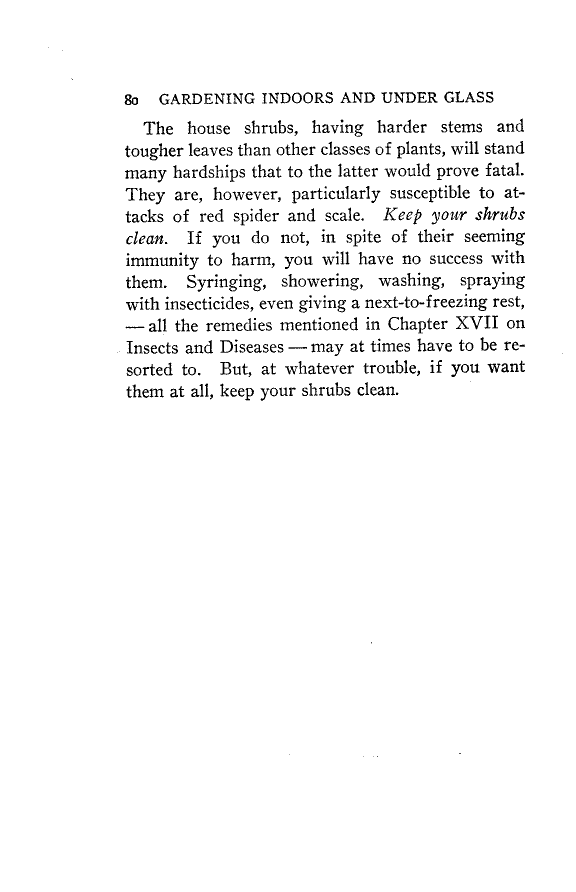 80 GARDENING INDOORS AND UNDER GLASS
The house shrubs, having harder stems and
tougher leaves than other classes of plants, will stand
many hardships that to the latter would prove fatal.
They are, however, particularly susceptible to at-
tacks of red spider and scale. Keep your shrubs
clean. If you do not, in spite of their seeming
immunity to harm, you will have no success with
them. Syringing, showering, washing, spraying
with insecticides, even giving a next-to-freezing rest,
— all the remedies mentioned in Chapter XVII on
Insects and Diseases — may at times have to be re-
sorted to. But, at whatever trouble, if you want
them at all, keep your shrubs clean.